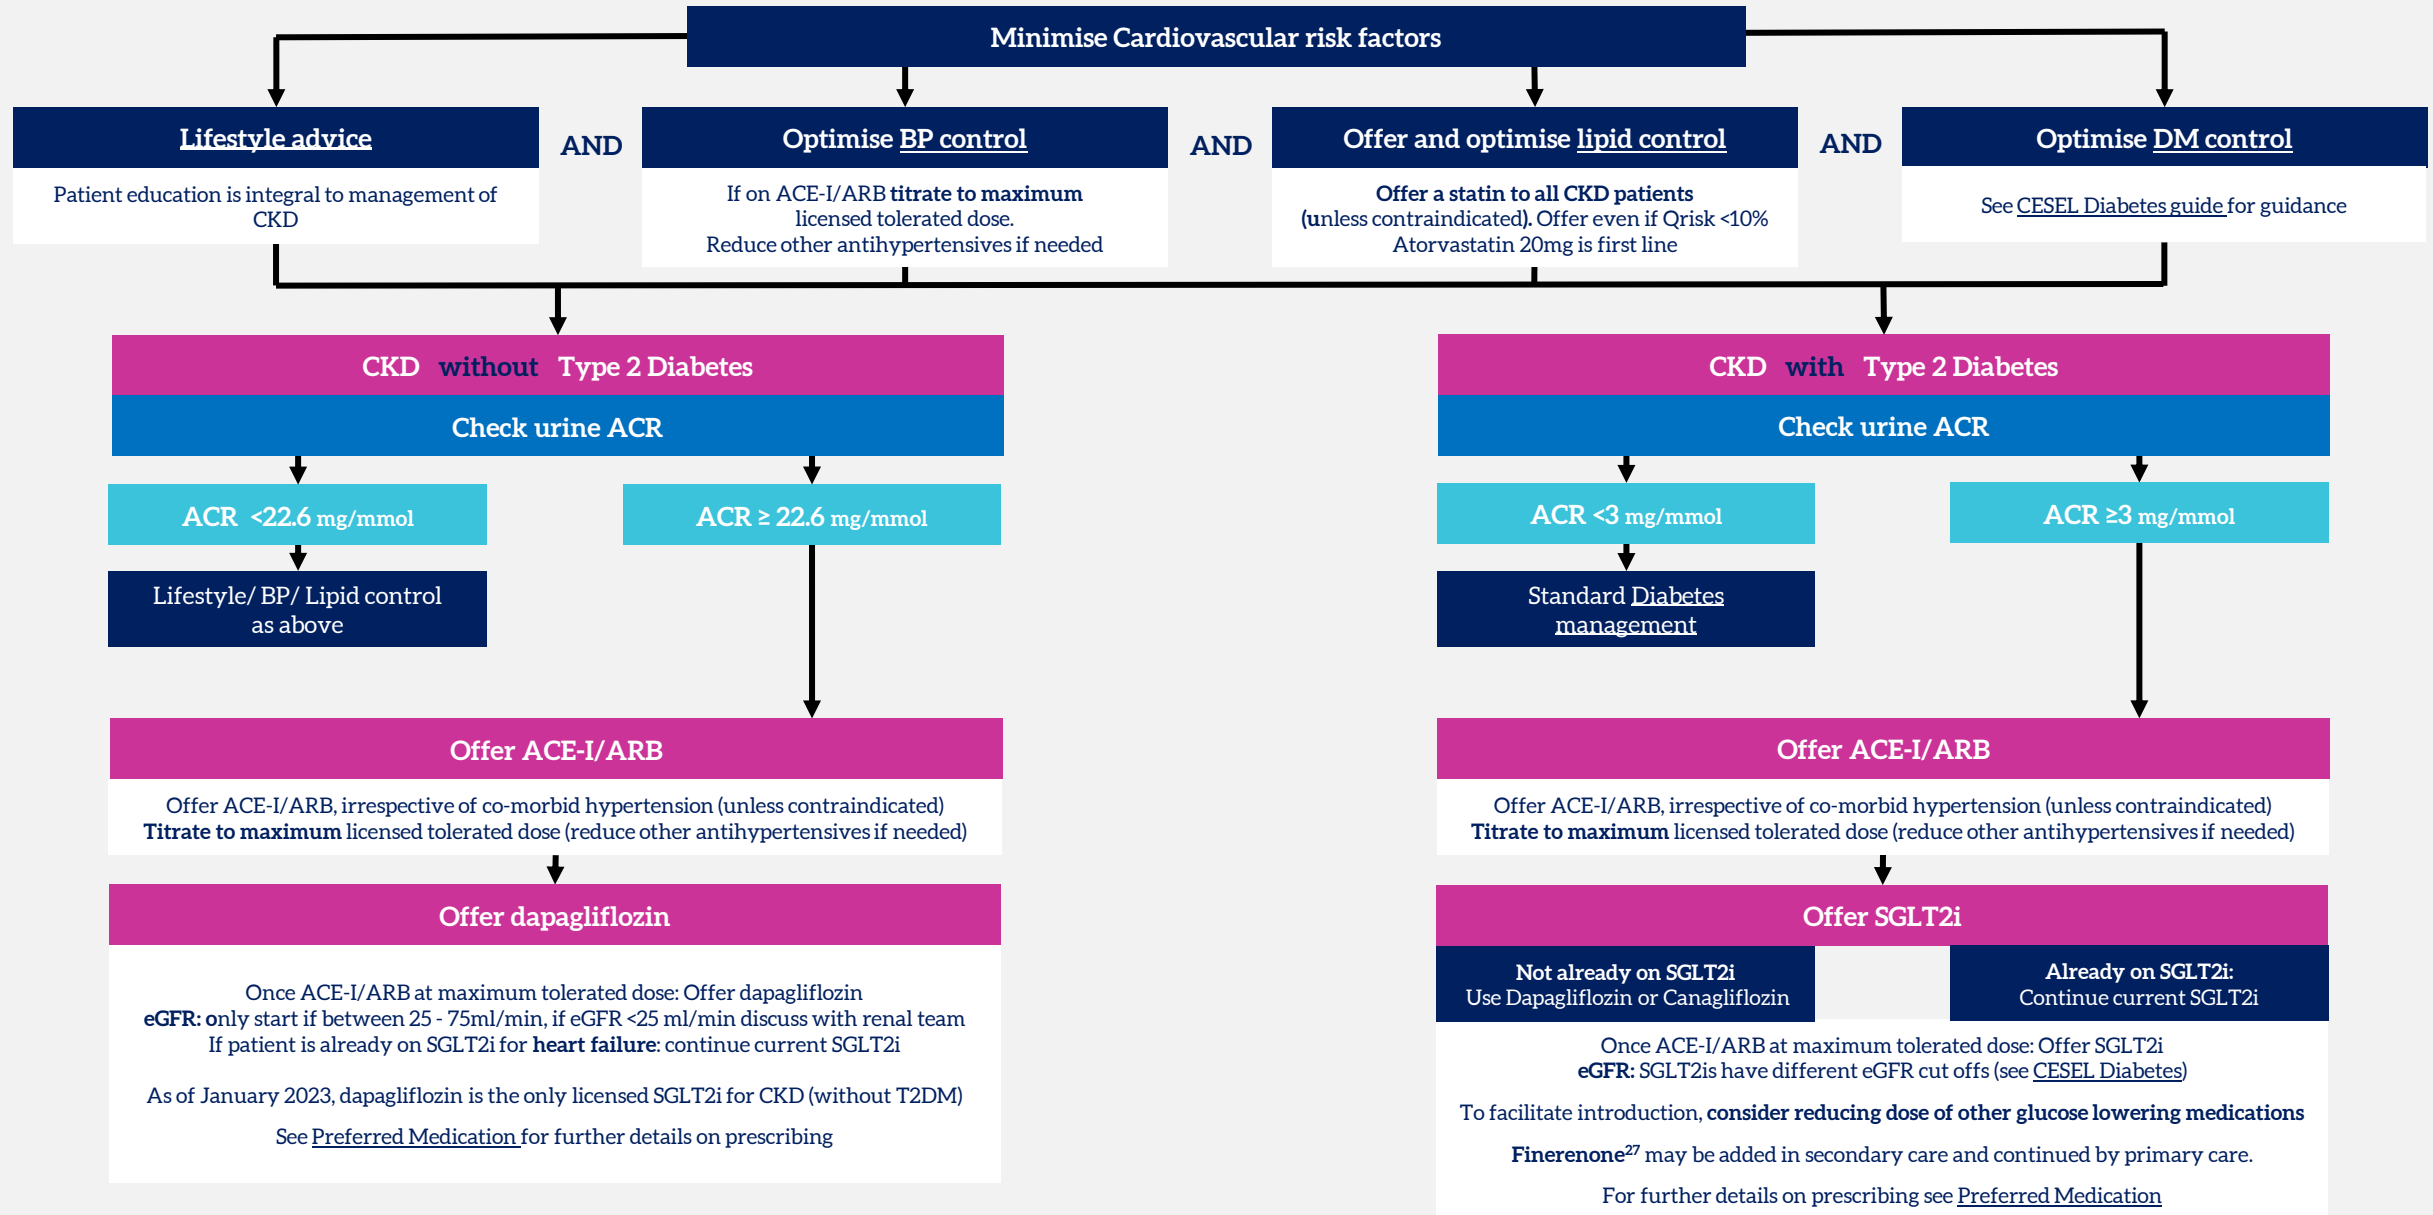 Minimise Cardiovascular risk factors
Lifestyle advice
Patient education is integral to management of
CKD
AND
Optimise BP control
If on ACE-I/ARB titrate to maximum
licensed tolerated dose.
Reduce other antihypertensives if needed
AND
Offer and optimise lipid control
Offer a statin to all CKD patients
(unless contraindicated). Offer even if Qrisk <10%
Atorvastatin 20mg is first line
AND
Optimise DM control
See CESEL Diabetes guide for guidance
CKD without Type 2 Diabetes
Check urine ACR
ACR <22.6 mg/mmol
Lifestyle/ BP/ Lipid control
as above
ACR ≥ 22.6 mg/mmol
Offer ACE-I/ARB
Offer ACE-I/ARB, irrespective of co-morbid hypertension (unless contraindicated)
Titrate to maximum licensed tolerated dose (reduce other antihypertensives if needed)
Offer dapagliflozin
Once ACE-I/ARB at maximum tolerated dose: Offer dapagliflozin
eGFR: only start if between 25 - 75ml/min, if eGFR <25 ml/min discuss with renal team
If patient is already on SGLT2i for heart failure: continue current SGLT2i
As of January 2023, dapagliflozin is the only licensed SGLT2i for CKD (without T2DM)
See Preferred Medication for further details on prescribing
CKD with Type 2 Diabetes
Check urine ACR
ACR <3 mg/mmol
Standard Diabetes
management
ACR ≥3 mg/mmol
Offer ACE-I/ARB
Offer ACE-I/ARB, irrespective of co-morbid hypertension (unless contraindicated)
Titrate to maximum licensed tolerated dose (reduce other antihypertensives if needed)
Offer SGLT2i
Not already on SGLT2i
Use Dapagliflozin or Canagliflozin
Already on SGLT2i:
Continue current SGLT2i
Once ACE-I/ARB at maximum tolerated dose: Offer SGLT2i
eGFR: SGLT2is have different eGFR cut offs (see CESEL Diabetes)
To facilitate introduction, consider reducing dose of other glucose lowering medications
Finerenone²⁷ may be added in secondary care and continued by primary care.
For further details on prescribing see Preferred Medication